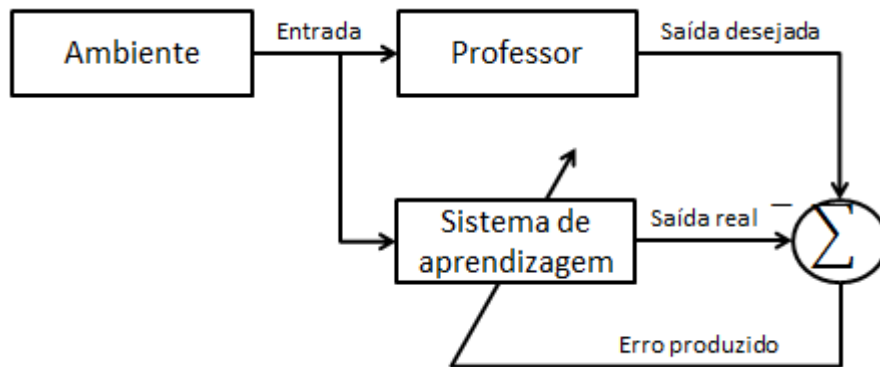 Ambiente
Entrada
Professor
Saída desejada
Sistema de
aprendizagem
Saída real
−
∑
Erro produzido